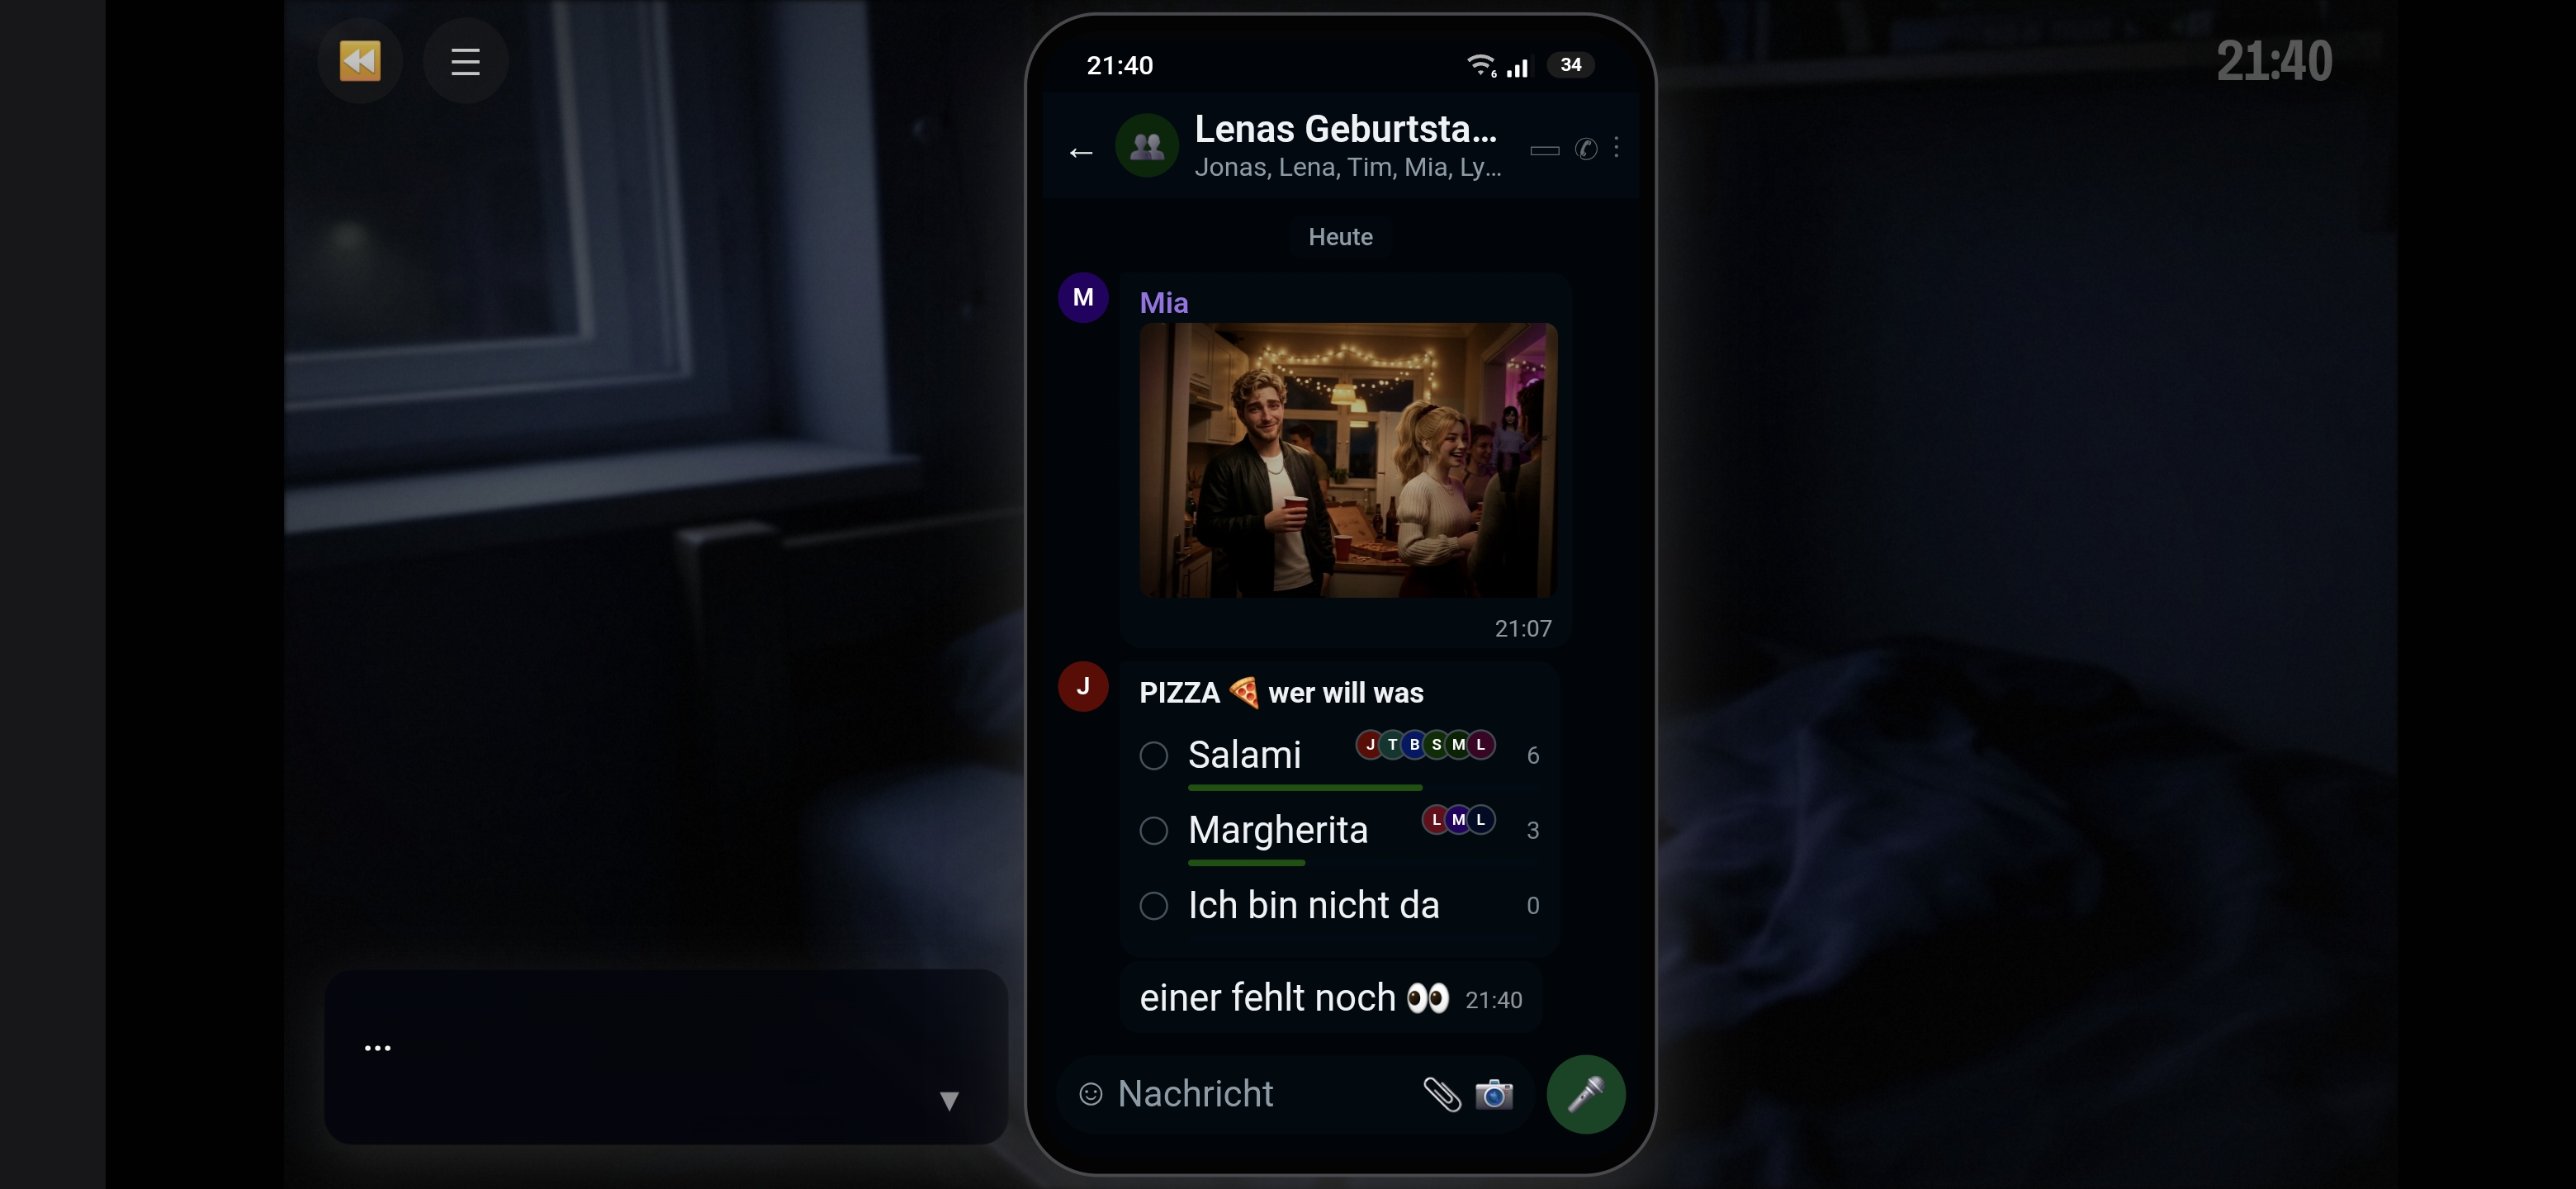 21:40
6
34
21:40
Lenas Geburtsta...
Jonas, Lena, Tim, Mia, Ly...
Heute
M
Mia
21:07
J
PIZZA 🍕 wer will was
Salami
J T B S M L
6
Margherita
L M L
3
Ich bin nicht da
0
einer fehlt noch 👀 21:40
...
Nachricht